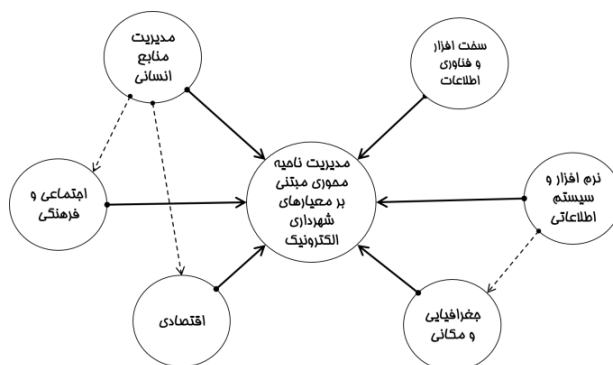 مدیریت
منابع
انسانی
سخت افزار
و فناوری
اطلاعات
مدیریت ناحیه
محوری مبتنی
بر معیارهای
شهرداری
الکترونیک
اجتماعی و
فرهنگی
نرم افزار و
سیستم
اطلاعاتی
اقتصادی
جغرافیایی
و مکانی